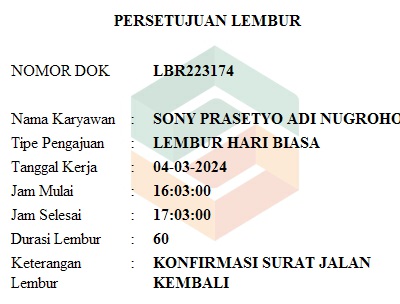 PERSETUJUAN LEMBUR
NOMOR DOK LBR223174
Nama Karyawan : SONY PRASETYO ADI NUGROHO
Tipe Pengajuan : LEMBUR HARI BIASA
Tanggal Kerja : 04-03-2024
Jam Mulai : 16:03:00
Jam Selesai : 17:03:00
Durasi Lembur : 60
Keterangan : KONFIRMASI SURAT JALAN
Lembur KEMBALI